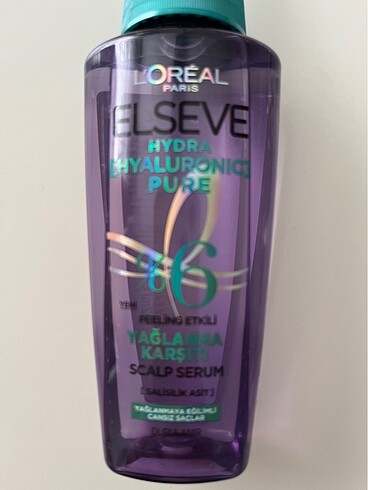 L'ORÉAL
PARIS
ELSEVE
HYDRA
[HYALURONIC]
PURE
%6
YENİ
PEELING ETKİLİ
YAĞLANMA
KARŞITI
SCALP SERUM
[SALİSİLİK ASİT]
YAĞLANMAYA EĞİLİMLİ
CANSIZ SAÇLAR